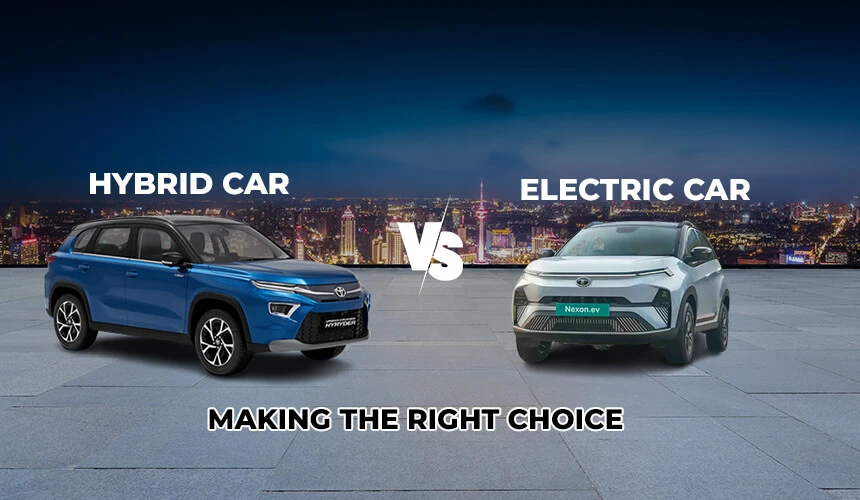 HYBRID CAR
VS
ELECTRIC CAR
HYRYDER
Nexon.ev
MAKING THE RIGHT CHOICE